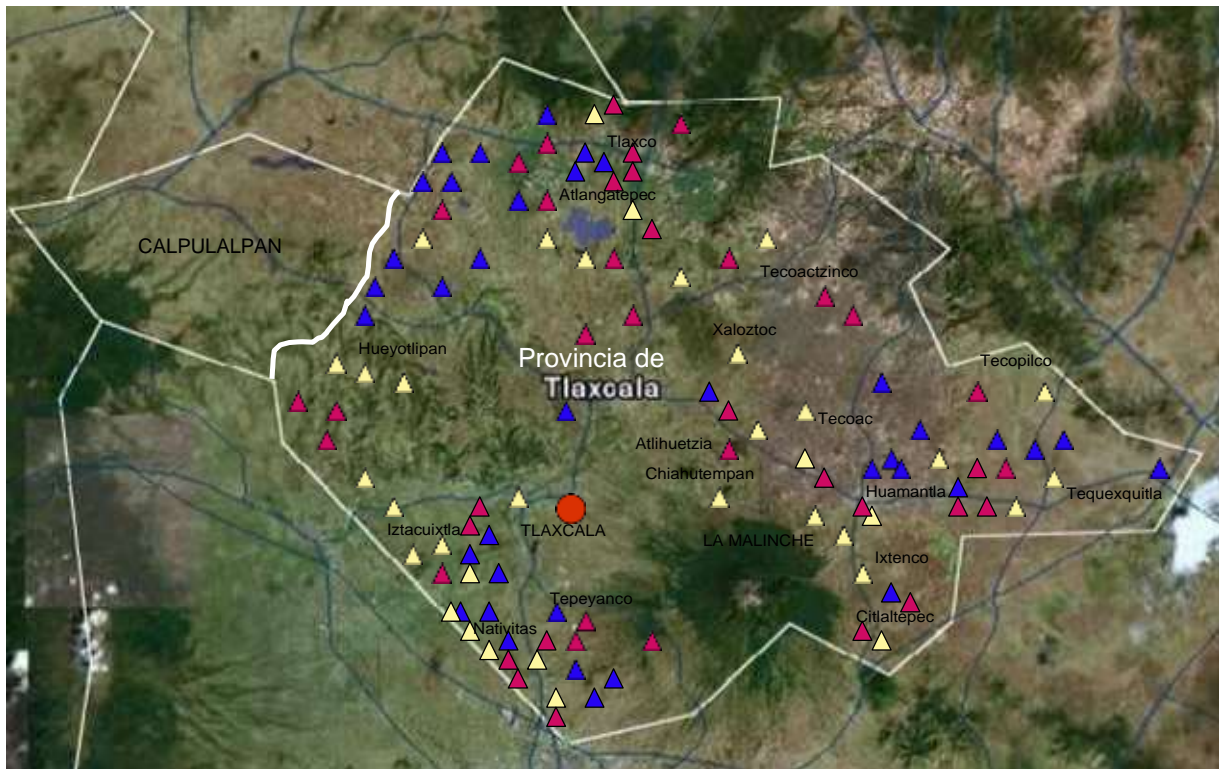 Tlaxco
Atlangatepec
CALPULALPAN
Tecoactzinco
Xaloztoc
Hueyotlipan
Provincia de
Tlaxcala
Tecopilco
Tecoac
Atlihuetzia
Chiahutempan
Huamantla
Tequexquitla
Iztacuixtla
TLAXCALA
LA MALINCHE
Ixtenco
Tepeyanco
Citlaltepec
Nativitas